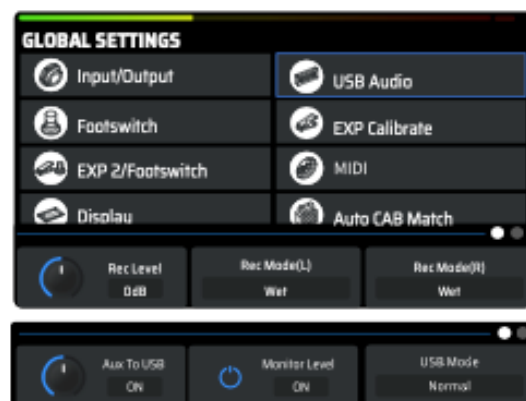 GLOBAL SETTINGS
Input/Output
USB Audio
Footswitch
EXP Calibrate
EXP 2/Footswitch
MIDI
Display
Auto CAB Match
Rec Level
0dB
Rec Mode(L)
Wet
Rec Mode(R)
Wet
Aux To USB
ON
Monitor Level
ON
USB Mode
Normal